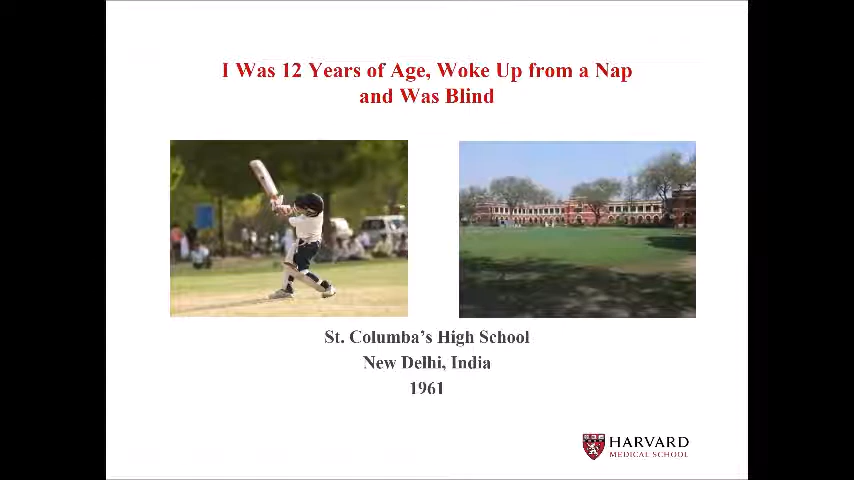 I Was 12 Years of Age, Woke Up from a Nap
and Was Blind
St. Columba’s High School
New Delhi, India
1961
HARVARD
MEDICAL SCHOOL